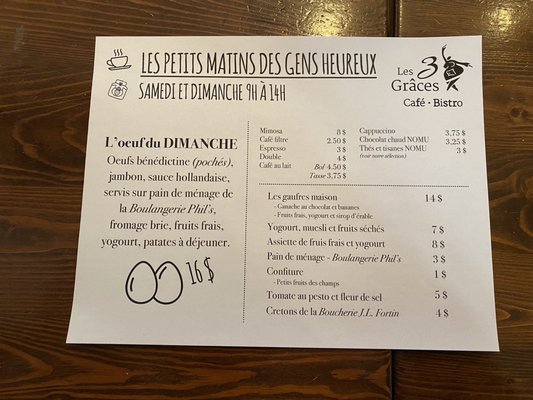 LES PETITS MATINS DES GENS HEUREUX
SAMEDI ET DIMANCHE 9H À 14H
Les 3
Grâces
Café • Bistro
L'oeuf du DIMANCHE
Oeufs bénédictine (pochés),
jambon, sauce hollandaise,
servis sur pain de ménage de
la Boulangerie Phil's,
fromage brie, fruits frais,
yogourt, patates à déjeuner.
16 $
Mimosa 8 $
Café filtre 2.50 $
Espresso 3 $
Double 4 $
Café au lait Bol 4.50 $
Tasse 3,75 $
Cappucino 3,75 $
Chocolat chaud NOMU 3,25 $
Thés et tisanes NOMU 3 $
(voir notre sélection)
Les gaufres maison 14 $
- Ganache au chocolat et bananes
- Fruits frais, yogourt et sirop d'érable
Yogourt, muesli et fruits séchés 7 $
Assiette de fruis frais et yogourt 8 $
Pain de ménage - Boulangerie Phil's 3 $
Confiture 1 $
- Petits fruits des champs
Tomate au pesto et fleur de sel 5 $
Cretons de la Boucherie J.L. Fortin 4 $